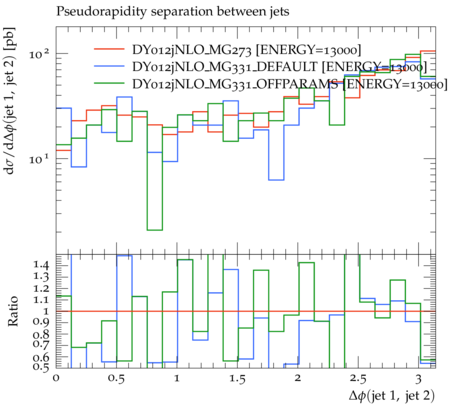 Pseudorapidity separation between jets
DY012jNLO_MG273 [ENERGY=13000]
DY012jNLO_MG331_DEFAULT [ENERGY=13000]
DY012jNLO_MG331_OFFPARAMS [ENERGY=13000]
10²
10¹
dσ/dΔϕ(jet 1, jet 2) [pb]
1.4
1.3
1.2
1.1
1
0.9
0.8
0.7
0.6
0.5
Ratio
0 0.5 1 1.5 2 2.5 3
Δϕ(jet 1, jet 2)